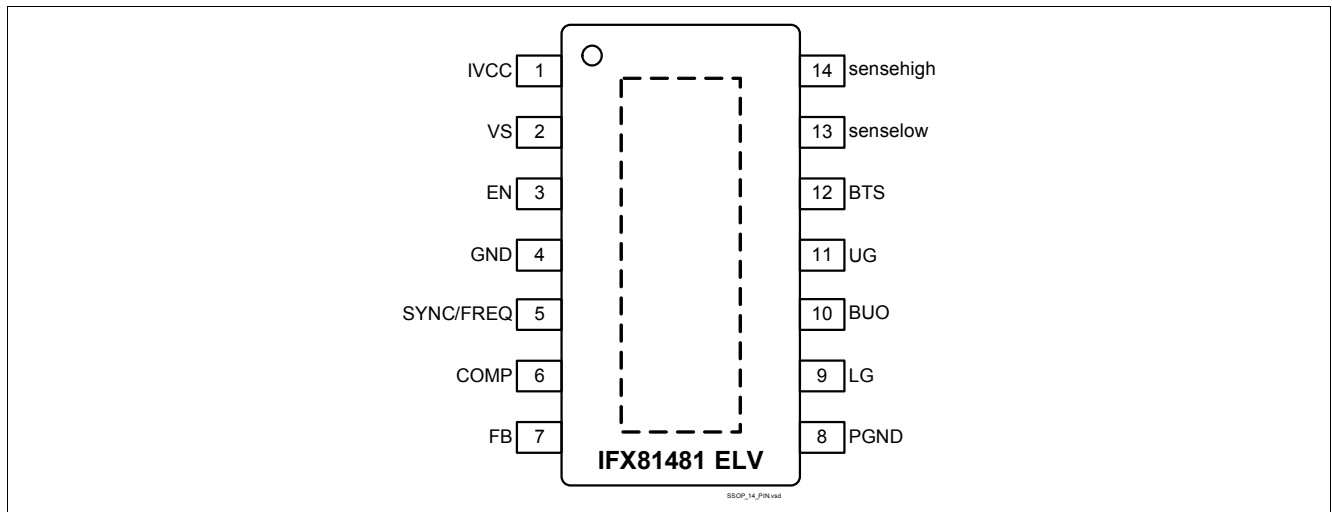 IVCC 1 14 sensehigh
VS 2 13 senselow
EN 3 12 BTS
GND 4 11 UG
SYNC/FREQ 5 10 BUO
COMP 6 9 LG
FB 7 8 PGND
IFX81481 ELV
SSOP_14_PIN.vsd